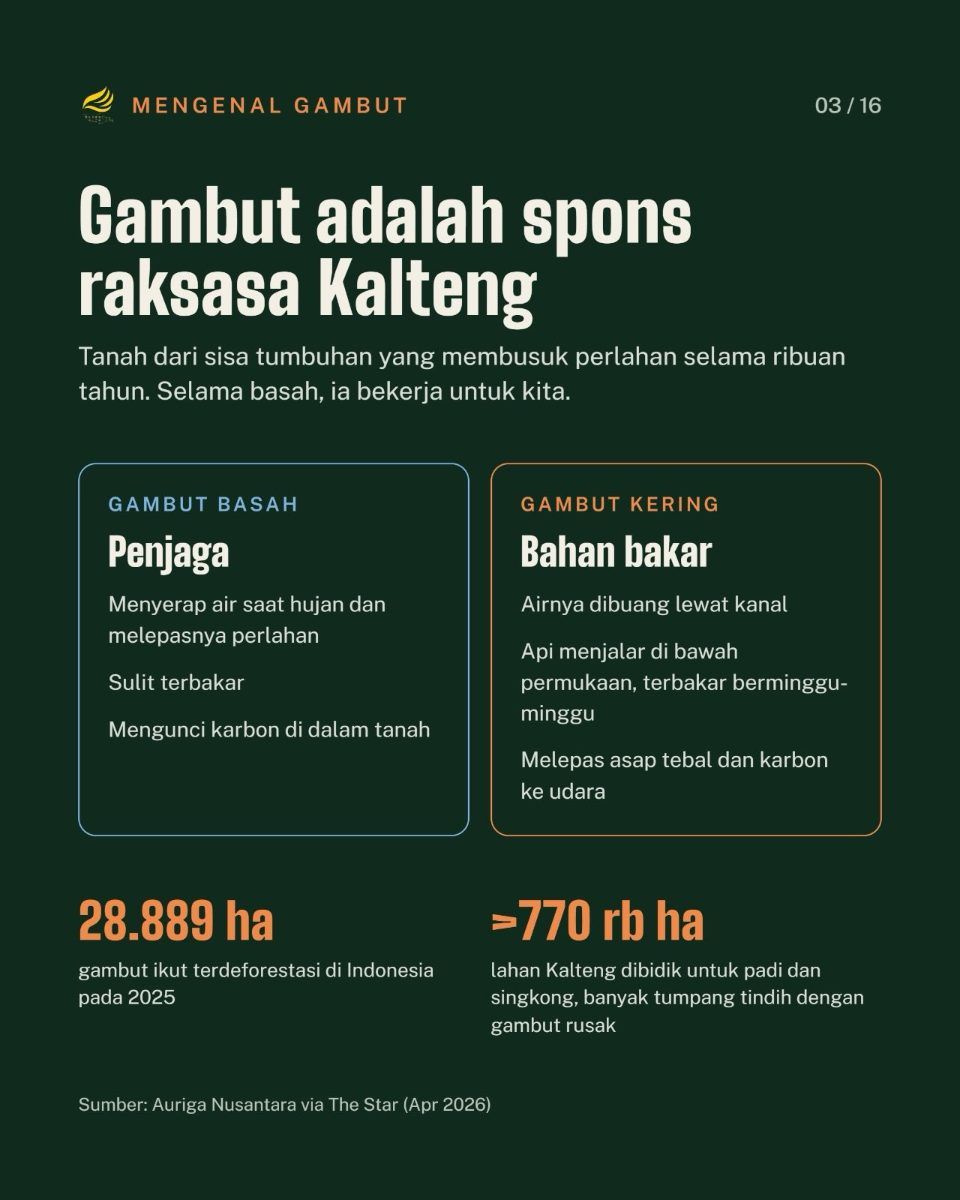 MENGENAL GAMBUT
03 / 16
Gambut adalah spons
raksasa Kalteng
Tanah dari sisa tumbuhan yang membusuk perlahan selama ribuan
tahun. Selama basah, ia bekerja untuk kita.
GAMBUT BASAH
Penjaga
Menyerap air saat hujan dan
melepasnya perlahan
Sulit terbakar
Mengunci karbon di dalam tanah
GAMBUT KERING
Bahan bakar
Airnya dibuang lewat kanal
Api menjalar di bawah
permukaan, terbakar berminggu-
minggu
Melepas asap tebal dan karbon
ke udara
28.889 ha
gambut ikut terdeforestasi di Indonesia
pada 2025
>770 rb ha
lahan Kalteng dibidik untuk padi dan
singkong, banyak tumpang tindih dengan
gambut rusak
Sumber: Auriga Nusantara via The Star (Apr 2026)